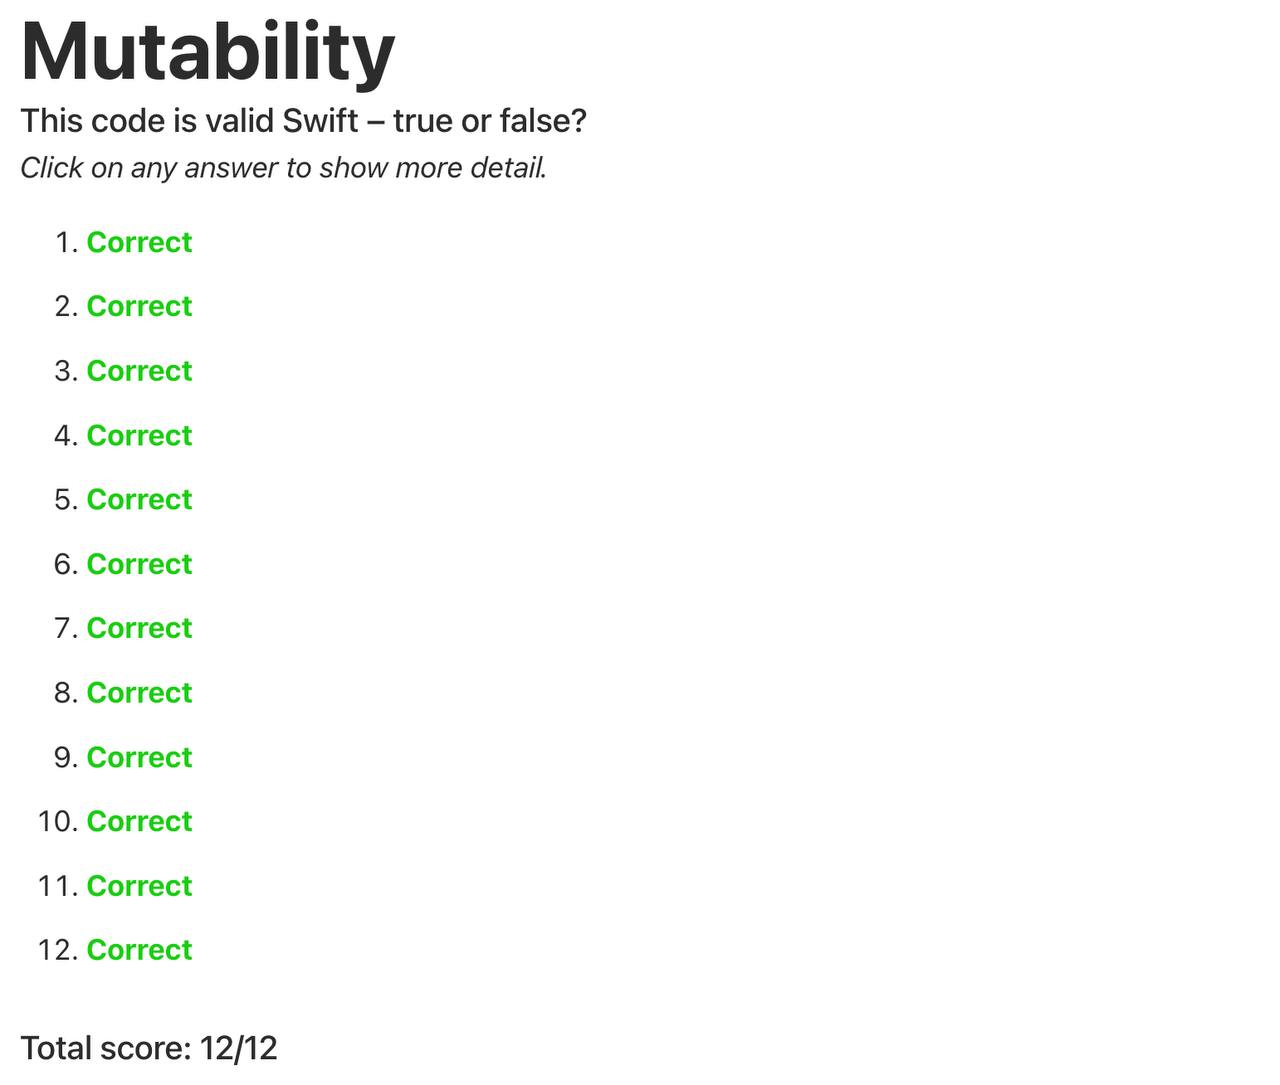 Mutability
This code is valid Swift – true or false?
Click on any answer to show more detail.
1. Correct
2. Correct
3. Correct
4. Correct
5. Correct
6. Correct
7. Correct
8. Correct
9. Correct
10. Correct
11. Correct
12. Correct
Total score: 12/12